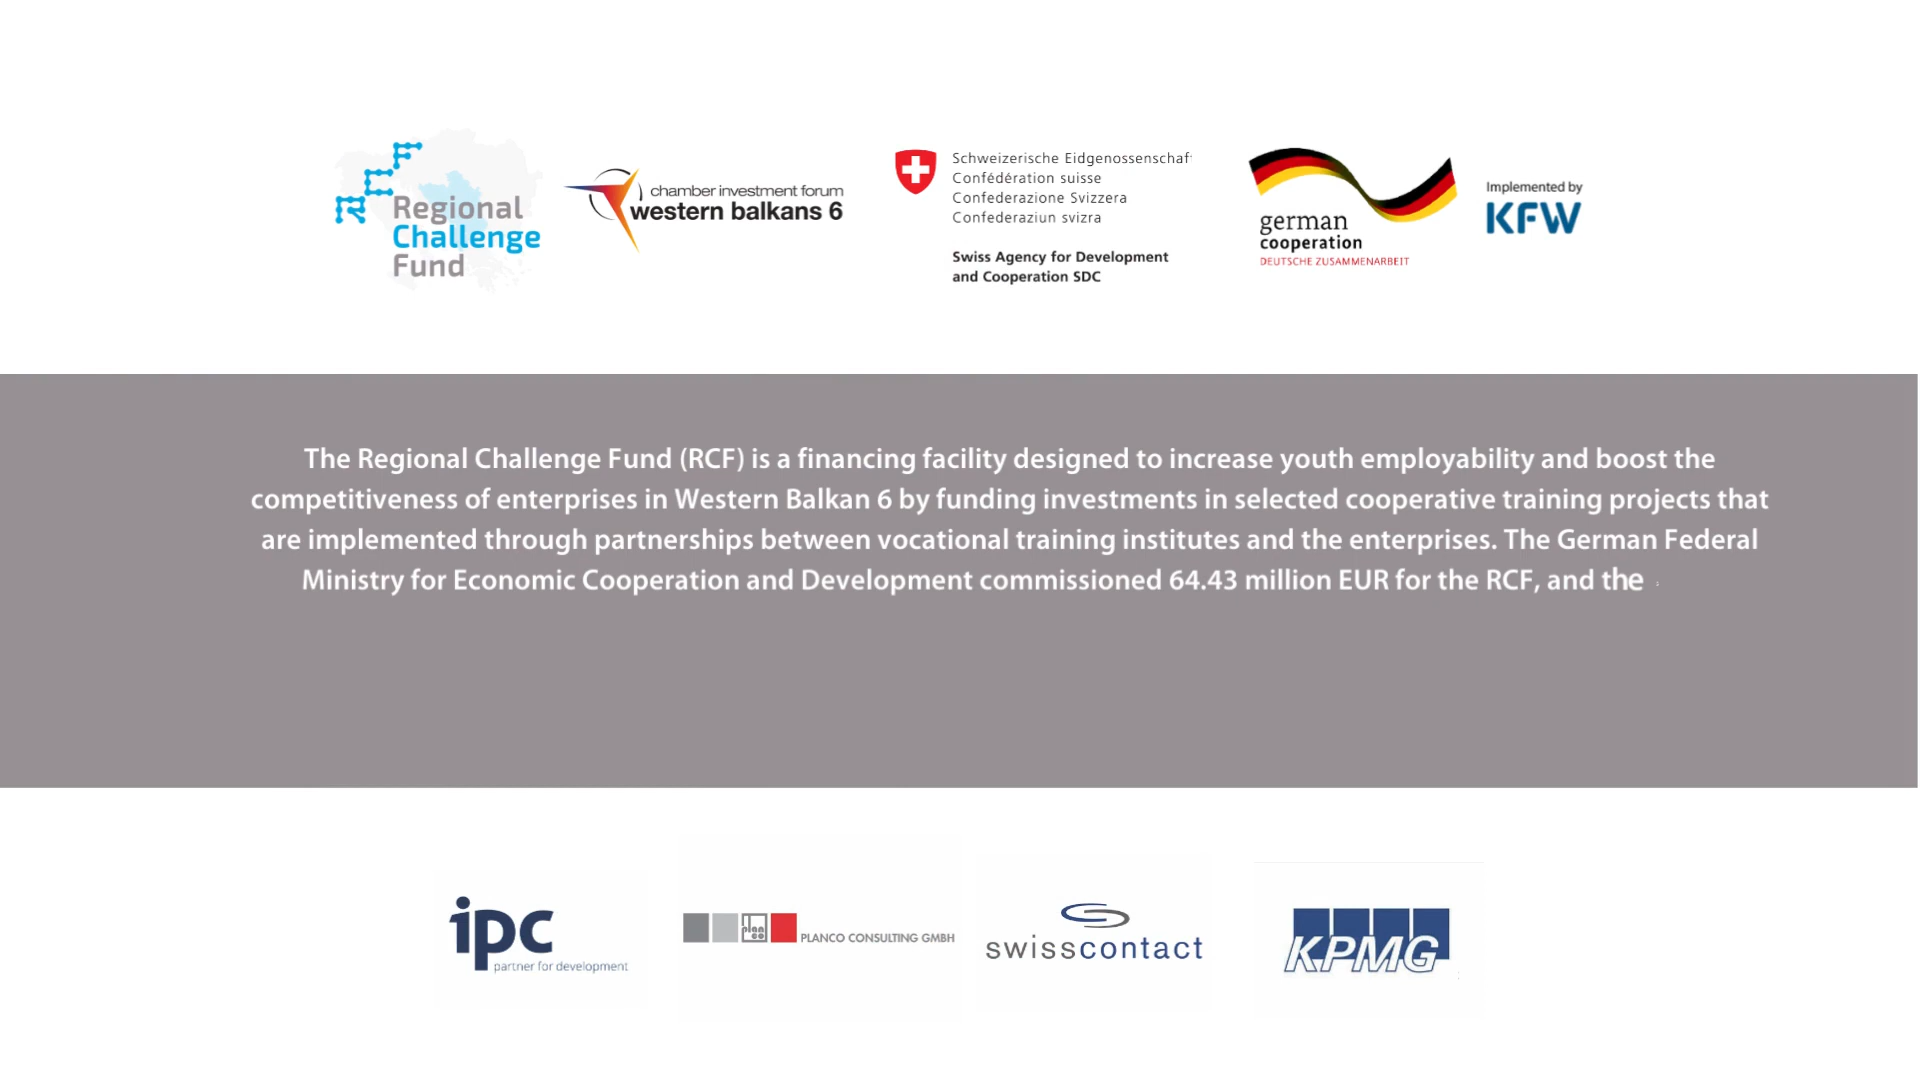 RCF
Regional
Challenge
Fund
chamber investment forum
western balkans 6
Schweizerische Eidgenossenschaf
Confédération suisse
Confederazione Svizzera
Confederaziun svizra
Swiss Agency for Development
and Cooperation SDC
german
cooperation
DEUTSCHE ZUSAMMENARBEIT
Implemented by
KFW
The Regional Challenge Fund (RCF) is a financing facility designed to increase youth employability and boost the
competitiveness of enterprises in Western Balkan 6 by funding investments in selected cooperative training projects that
are implemented through partnerships between vocational training institutes and the enterprises. The German Federal
Ministry for Economic Cooperation and Development commissioned 64.43 million EUR for the RCF, and the
ipc
partner for development
planco
PLANCO CONSULTING GMBH
swisscontact
KPMG